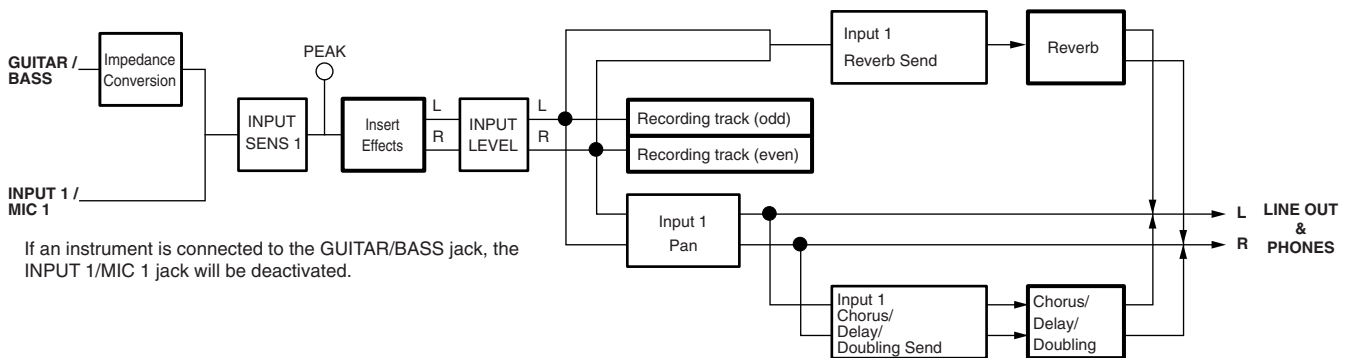 GUITAR /
BASS
Impedance
Conversion
PEAK
INPUT
SENS 1
Insert
Effects
L
R
INPUT
LEVEL
L
R
Input 1
Reverb Send
Reverb
Recording track (odd)
Recording track (even)
INPUT 1 /
MIC 1
Input 1
Pan
L
R
LINE OUT
&
PHONES
If an instrument is connected to the GUITAR/BASS jack, the
INPUT 1/MIC 1 jack will be deactivated.
Input 1
Chorus/
Delay/
Doubling Send
Chorus/
Delay/
Doubling